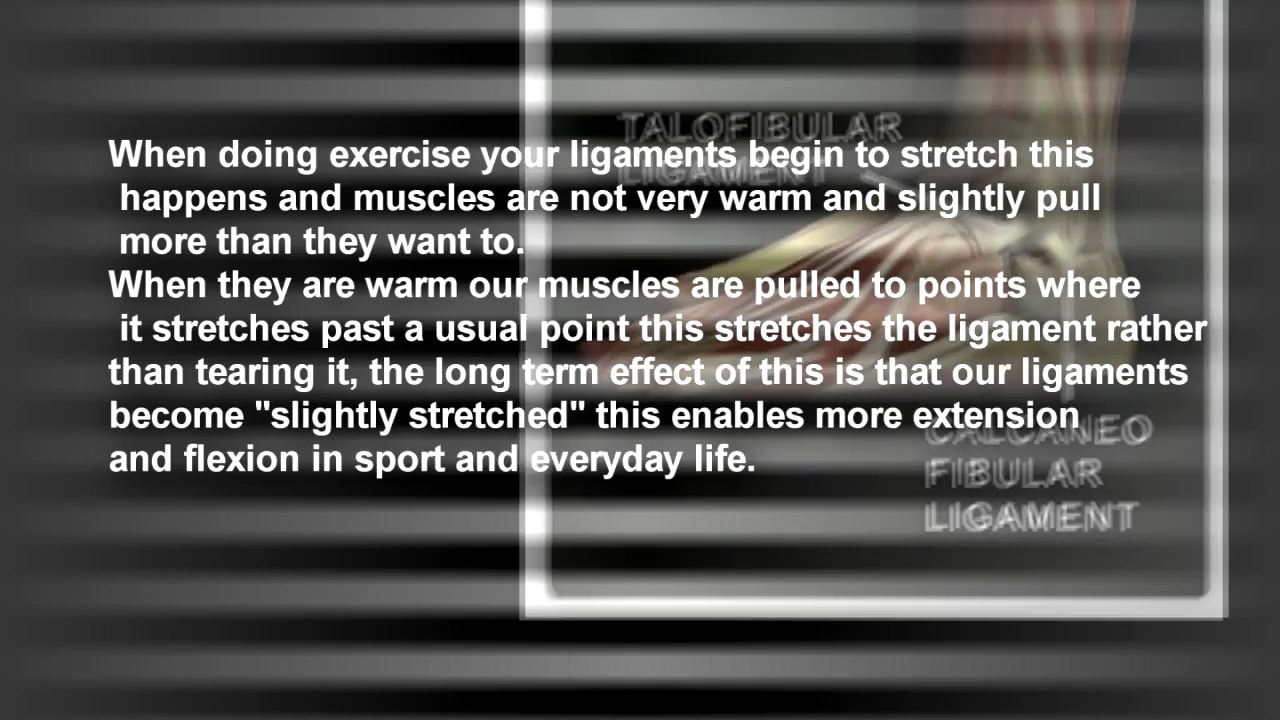 TALOFIBULAR
LIGAMENT
When doing exercise your ligaments begin to stretch this
happens and muscles are not very warm and slightly pull
more than they want to.
When they are warm our muscles are pulled to points where
it stretches past a usual point this stretches the ligament rather
than tearing it, the long term effect of this is that our ligaments
become "slightly stretched" this enables more extension
and flexion in sport and everyday life.
CALCANEO
FIBULAR
LIGAMENT